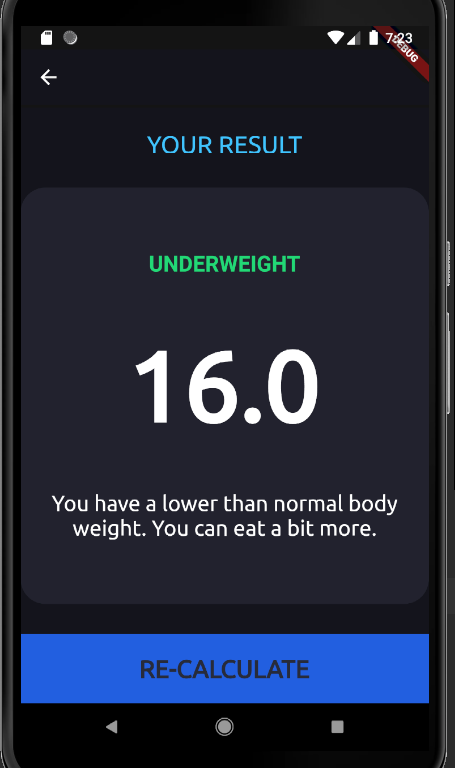 7:23
DEBUG
YOUR RESULT
UNDERWEIGHT
16.0
You have a lower than normal body
weight. You can eat a bit more.
RE-CALCULATE